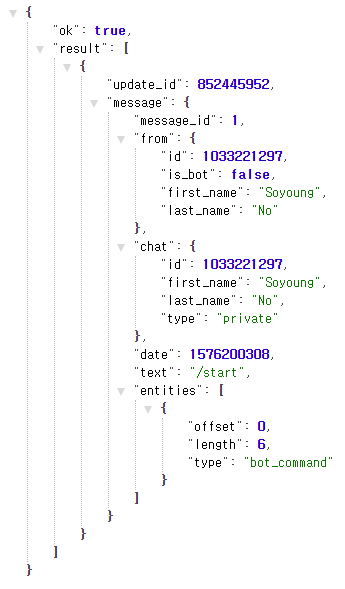 {
"ok": true,
"result": [
{
"update_id": 852445952,
"message": {
"message_id": 1,
"from": {
"id": 1033221297,
"is_bot": false,
"first_name": "Soyoung",
"last_name": "No"
},
"chat": {
"id": 1033221297,
"first_name": "Soyoung",
"last_name": "No",
"type": "private"
},
"date": 1576200308,
"text": "/start",
"entities": [
{
"offset": 0,
"length": 6,
"type": "bot_command"
}
]
}
}
]
}